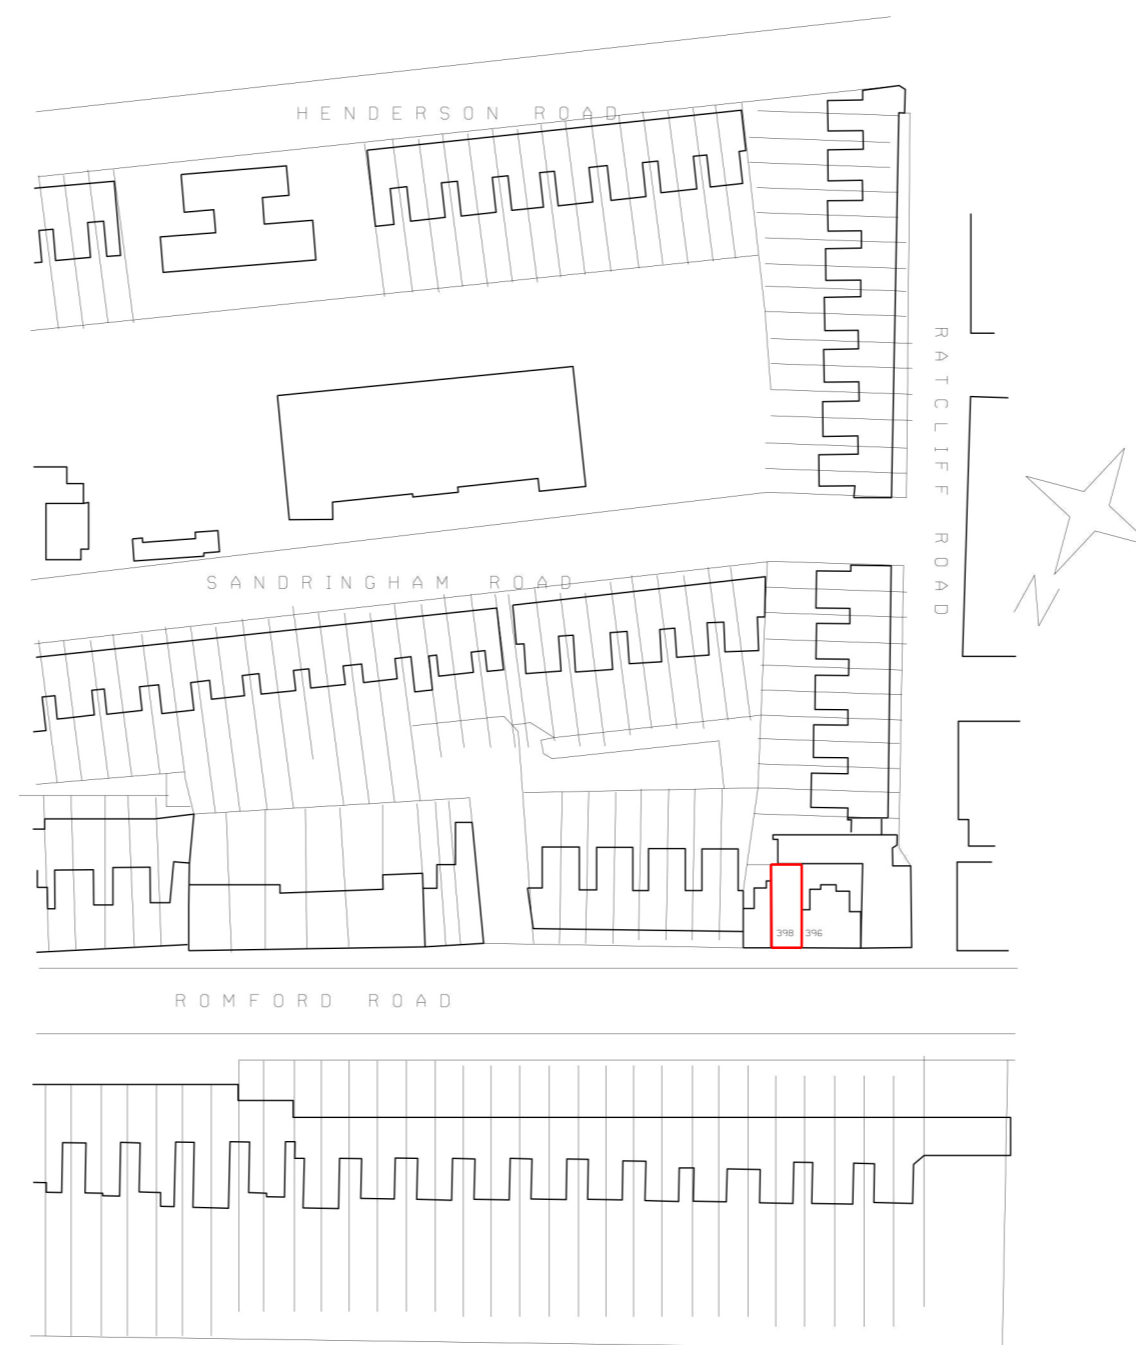 HENDERSON ROAD
RATCLIFF ROAD
N
SANDRINGHAM ROAD
398 396
ROMFORD ROAD